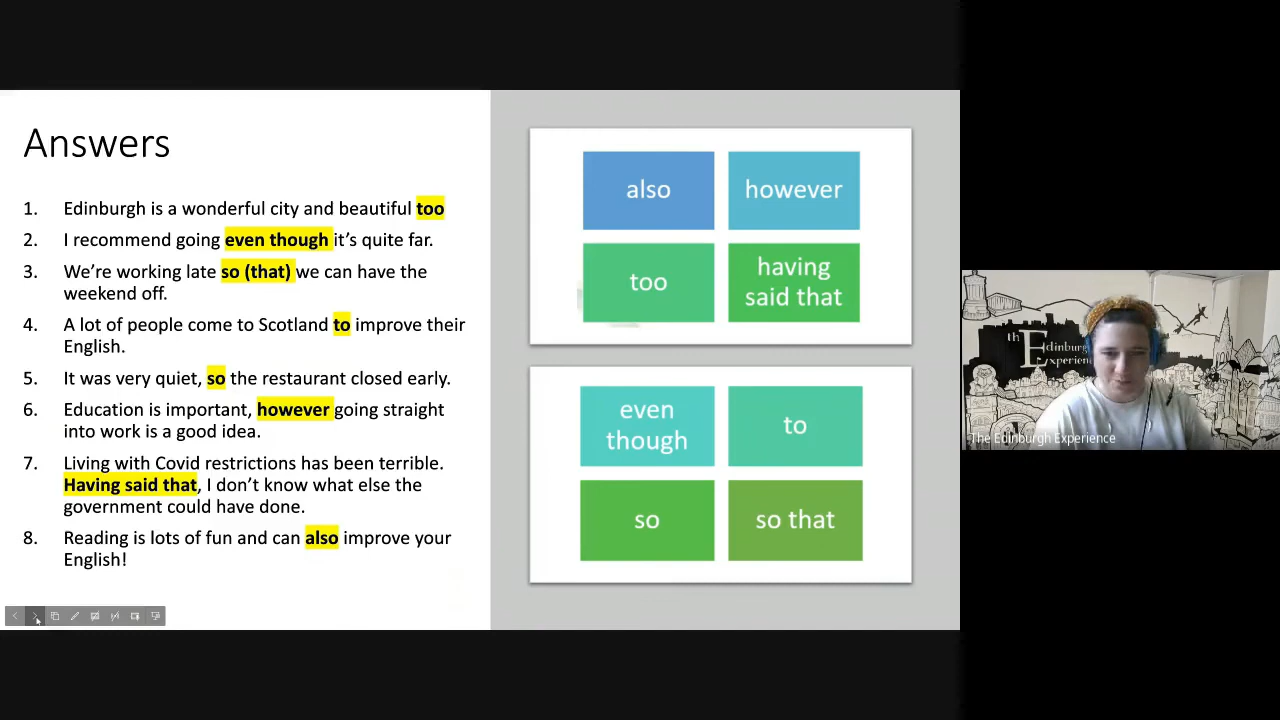 Answers
1. Edinburgh is a wonderful city and beautiful too
2. I recommend going even though it's quite far.
3. We're working late so (that) we can have the
weekend off.
4. A lot of people come to Scotland to improve their
English.
5. It was very quiet, so the restaurant closed early.
6. Education is important, however going straight
into work is a good idea.
7. Living with Covid restrictions has been terrible.
Having said that, I don't know what else the
government could have done.
8. Reading is lots of fun and can also improve your
English!
also
however
too
having
said that
even
though
to
so
so that
th
Edinburg
Experien
The Edinburgh Experience